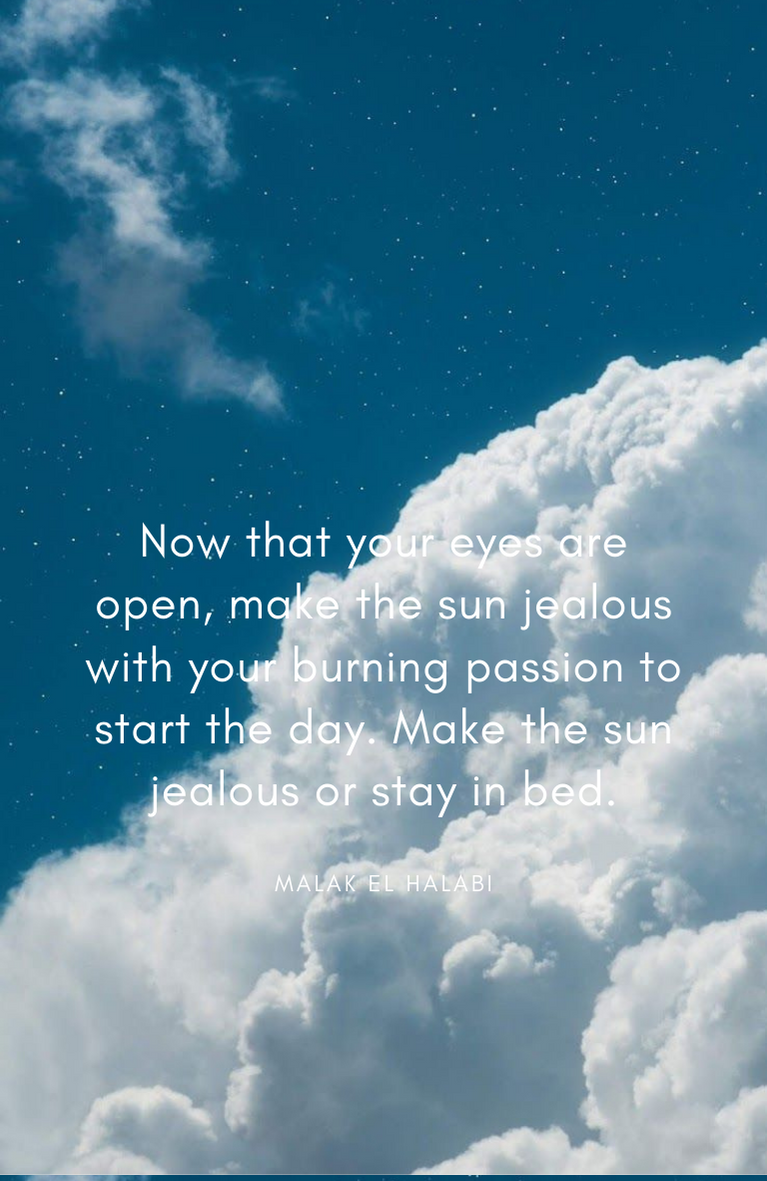 Now that your eyes are
open, make the sun jealous
with your burning passion to
start the day. Make the sun
jealous or stay in bed.
MALAK EL HALABI